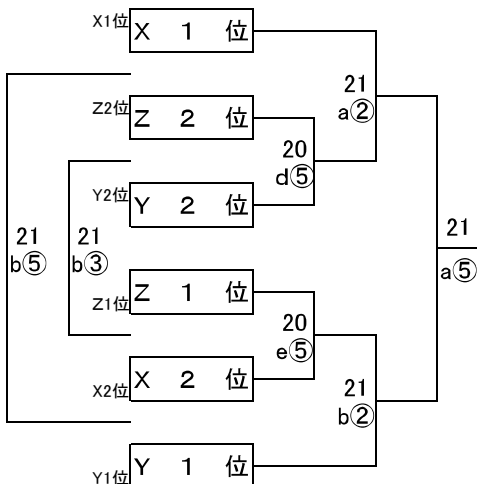 X1位
X 1 位
21
a②
Z2位
Z 2 位
20
d⑤
Y2位
Y 2 位
21
b⑤
21
b③
21
a⑤
Z1位
Z 1 位
20
e⑤
X2位
X 2 位
21
b②
Y1位
Y 1 位